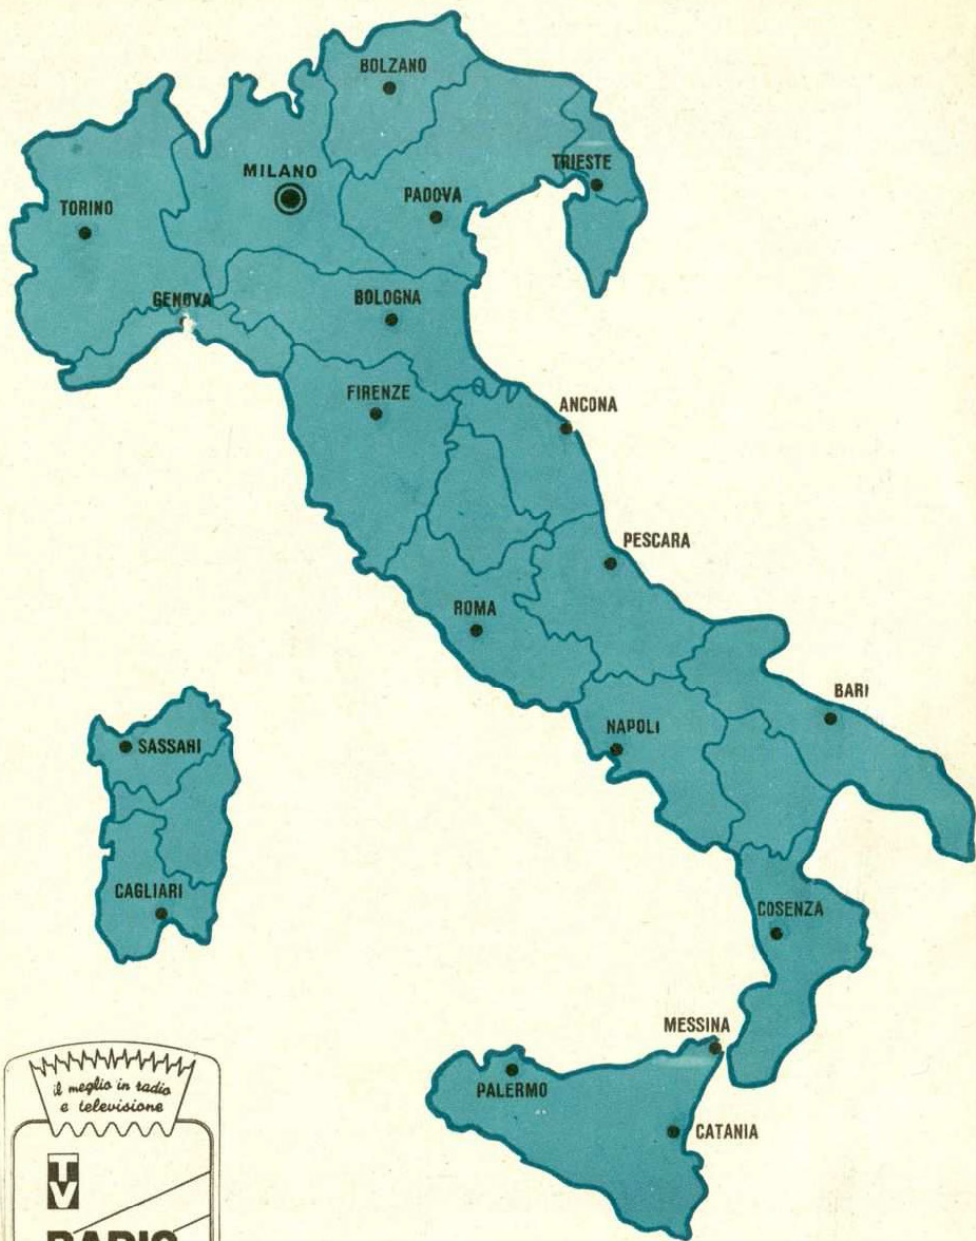 BOLZANO
MILANO
TRIESTE
TORINO
PADOVA
GENOVA
BOLOGNA
FIRENZE
ANCONA
PESCARA
ROMA
BARI
NAPOLI
SASSARI
CAGLIARI
COSENZA
MESSINA
PALERMO
CATANIA
il meglio in radio
e televisione
TV
RADIO